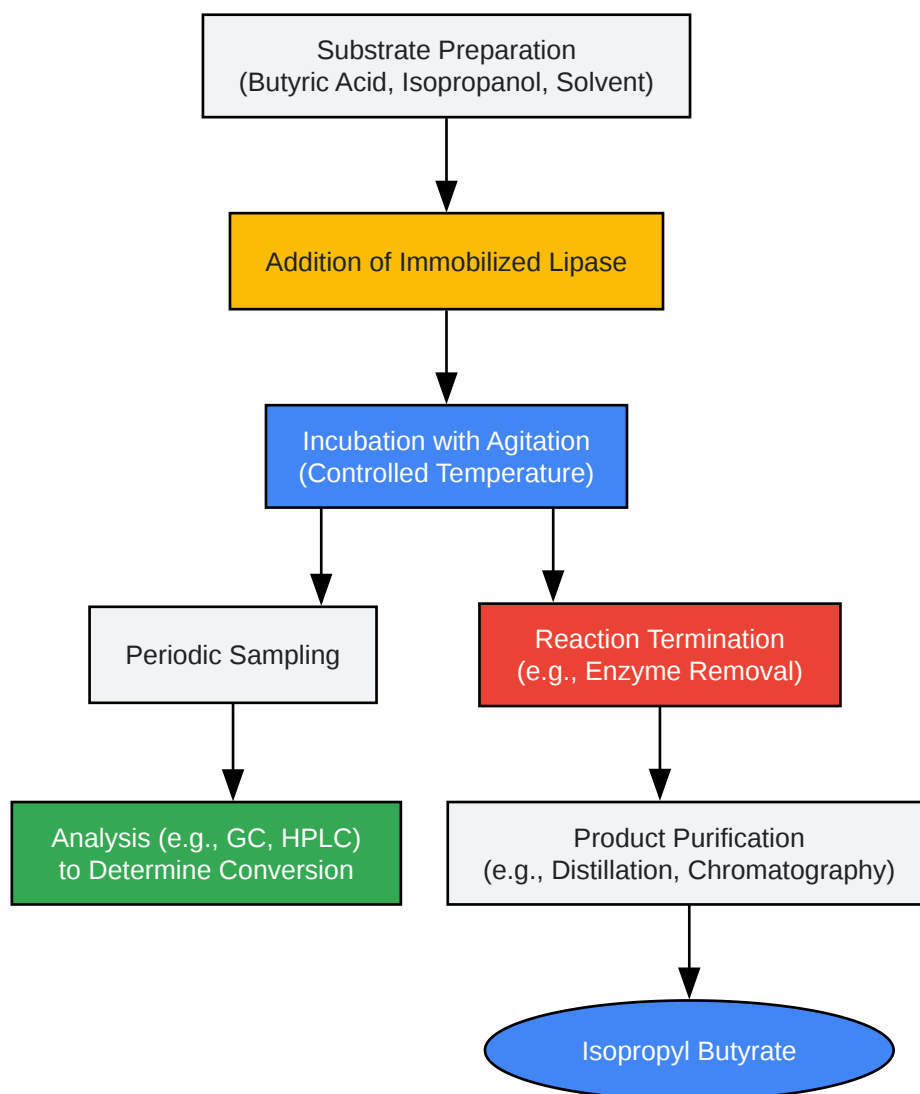 Substrate Preparation
(Butyric Acid, Isopropanol, Solvent)
Addition of Immobilized Lipase
Incubation with Agitation
(Controlled Temperature)
Periodic Sampling
Reaction Termination
(e.g., Enzyme Removal)
Analysis (e.g., GC, HPLC)
to Determine Conversion
Product Purification
(e.g., Distillation, Chromatography)
Isopropyl Butyrate